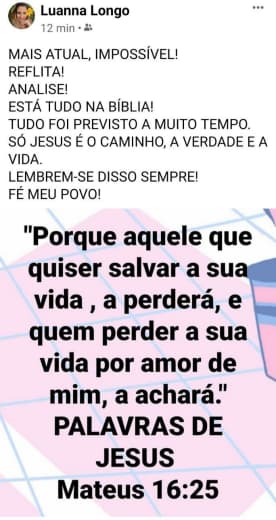 Luanna Longo
12 min •
MAIS ATUAL, IMPOSSÍVEL!
REFLITA!
ANALISE!
ESTÁ TUDO NA BÍBLIA!
TUDO FOI PREVISTO A MUITO TEMPO.
SÓ JESUS É O CAMINHO, A VERDADE E A
VIDA.
LEMBREM-SE DISSO SEMPRE!
FÉ MEU POVO!
"Porque aquele que
quiser salvar a sua
vida , a perderá, e
quem perder a sua
vida por amor de
mim, a achará."
PALAVRAS DE
JESUS
Mateus 16:25